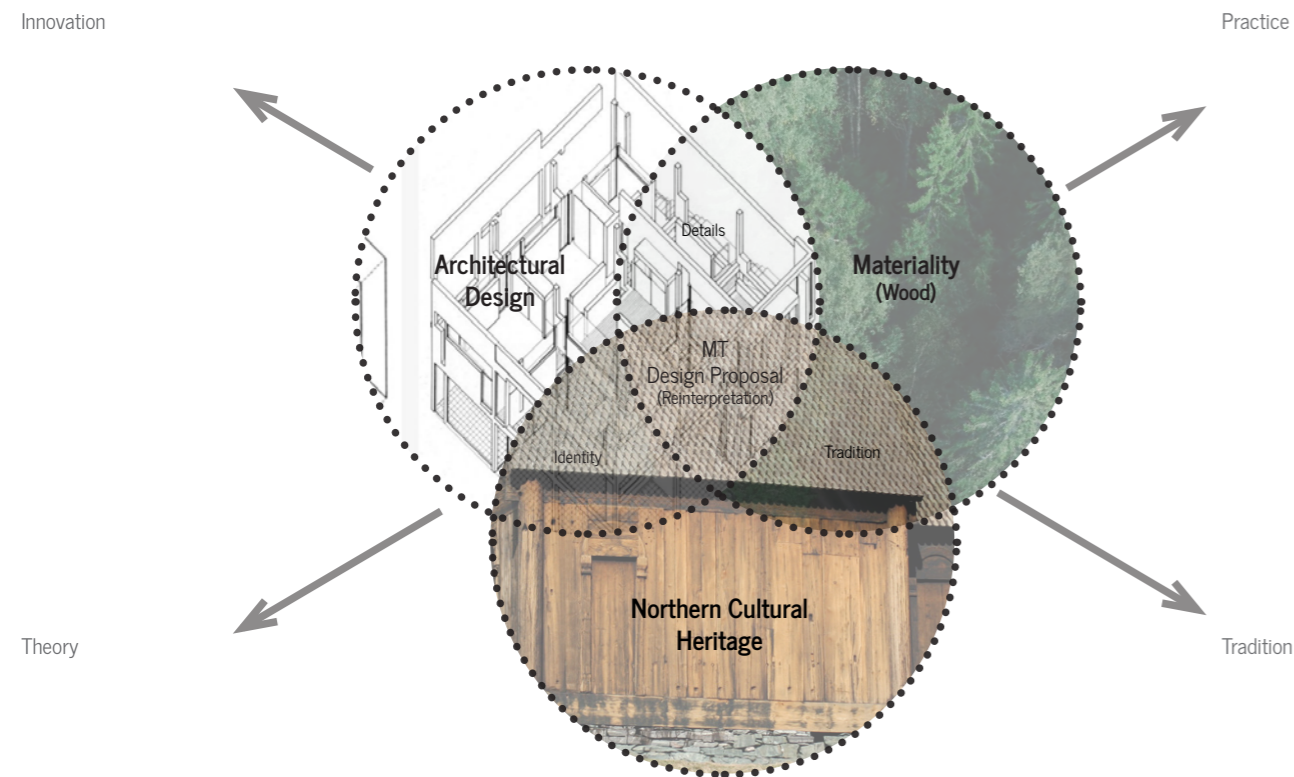 Innovation
Practice
Details
Architectural
Design
Materiality
(Wood)
MT
Design Proposal
(Reinterpretation)
Identity
Tradition
Northern Cultural
Heritage
Theory
Tradition